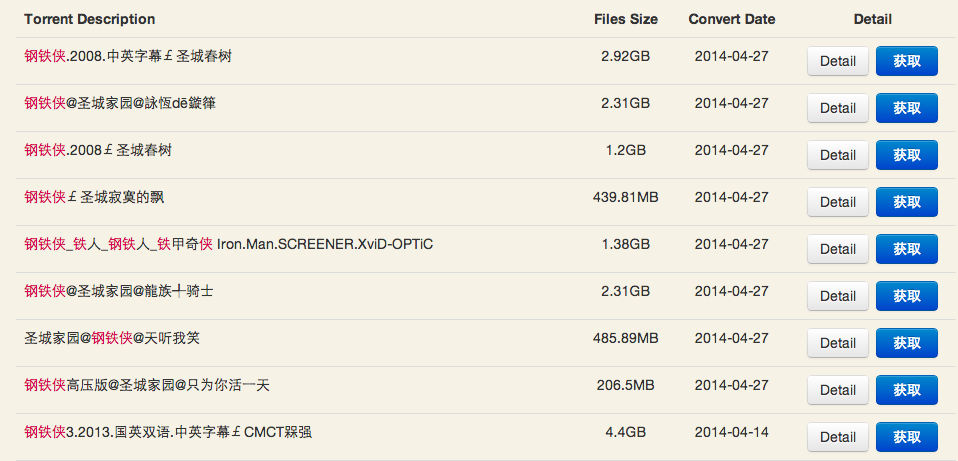 Torrent Description Files Size Convert Date Detail
钢铁侠.2008.中英字幕￡圣城春树 2.92GB 2014-04-27 Detail 获取
钢铁侠@圣城家园@詠恆dē鏇箻 2.31GB 2014-04-27 Detail 获取
钢铁侠.2008￡圣城春树 1.2GB 2014-04-27 Detail 获取
钢铁侠￡圣城寂寞的飘 439.81MB 2014-04-27 Detail 获取
钢铁侠_铁人_钢铁人_铁甲奇侠 Iron.Man.SCREENER.XviD-OPTiC 1.38GB 2014-04-27 Detail 获取
钢铁侠@圣城家园@龍族╃骑士 2.31GB 2014-04-27 Detail 获取
圣城家园@钢铁侠@天听我笑 485.89MB 2014-04-27 Detail 获取
钢铁侠高压版@圣城家园@只为你活一天 206.5MB 2014-04-27 Detail 获取
钢铁侠3.2013.国英双语.中英字幕￡CMCT槑强 4.4GB 2014-04-14 Detail 获取